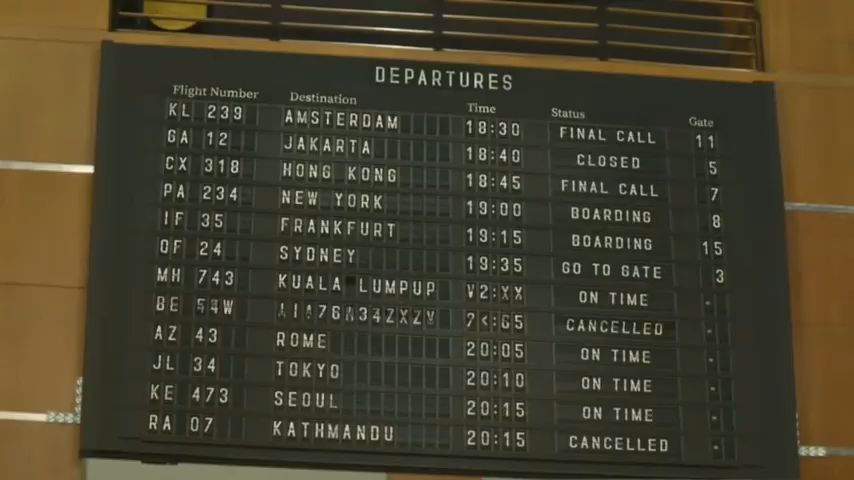 DEPARTURES
Flight Number Destination Time Status Gate
KL 239 AMSTERDAM 18:30 FINAL CALL 11
GA 12 JAKARTA 18:40 CLOSED 5
CX 318 HONG KONG 18:45 FINAL CALL 7
PA 234 NEW YORK 19:00 BOARDING 8
IF 35 FRANKFURT 19:15 BOARDING 15
OF 24 SYDNEY 19:35 GO TO GATE 3
MH 743 KUALA LUMPUP V2:XX ON TIME -
BE 54W CANCELLED -
AZ 43 ROME 20:05 ON TIME -
JL 34 TOKYO 20:10 ON TIME -
KE 473 SEOUL 20:15 ON TIME -
RA 07 KATHMANDU 20:15 CANCELLED -